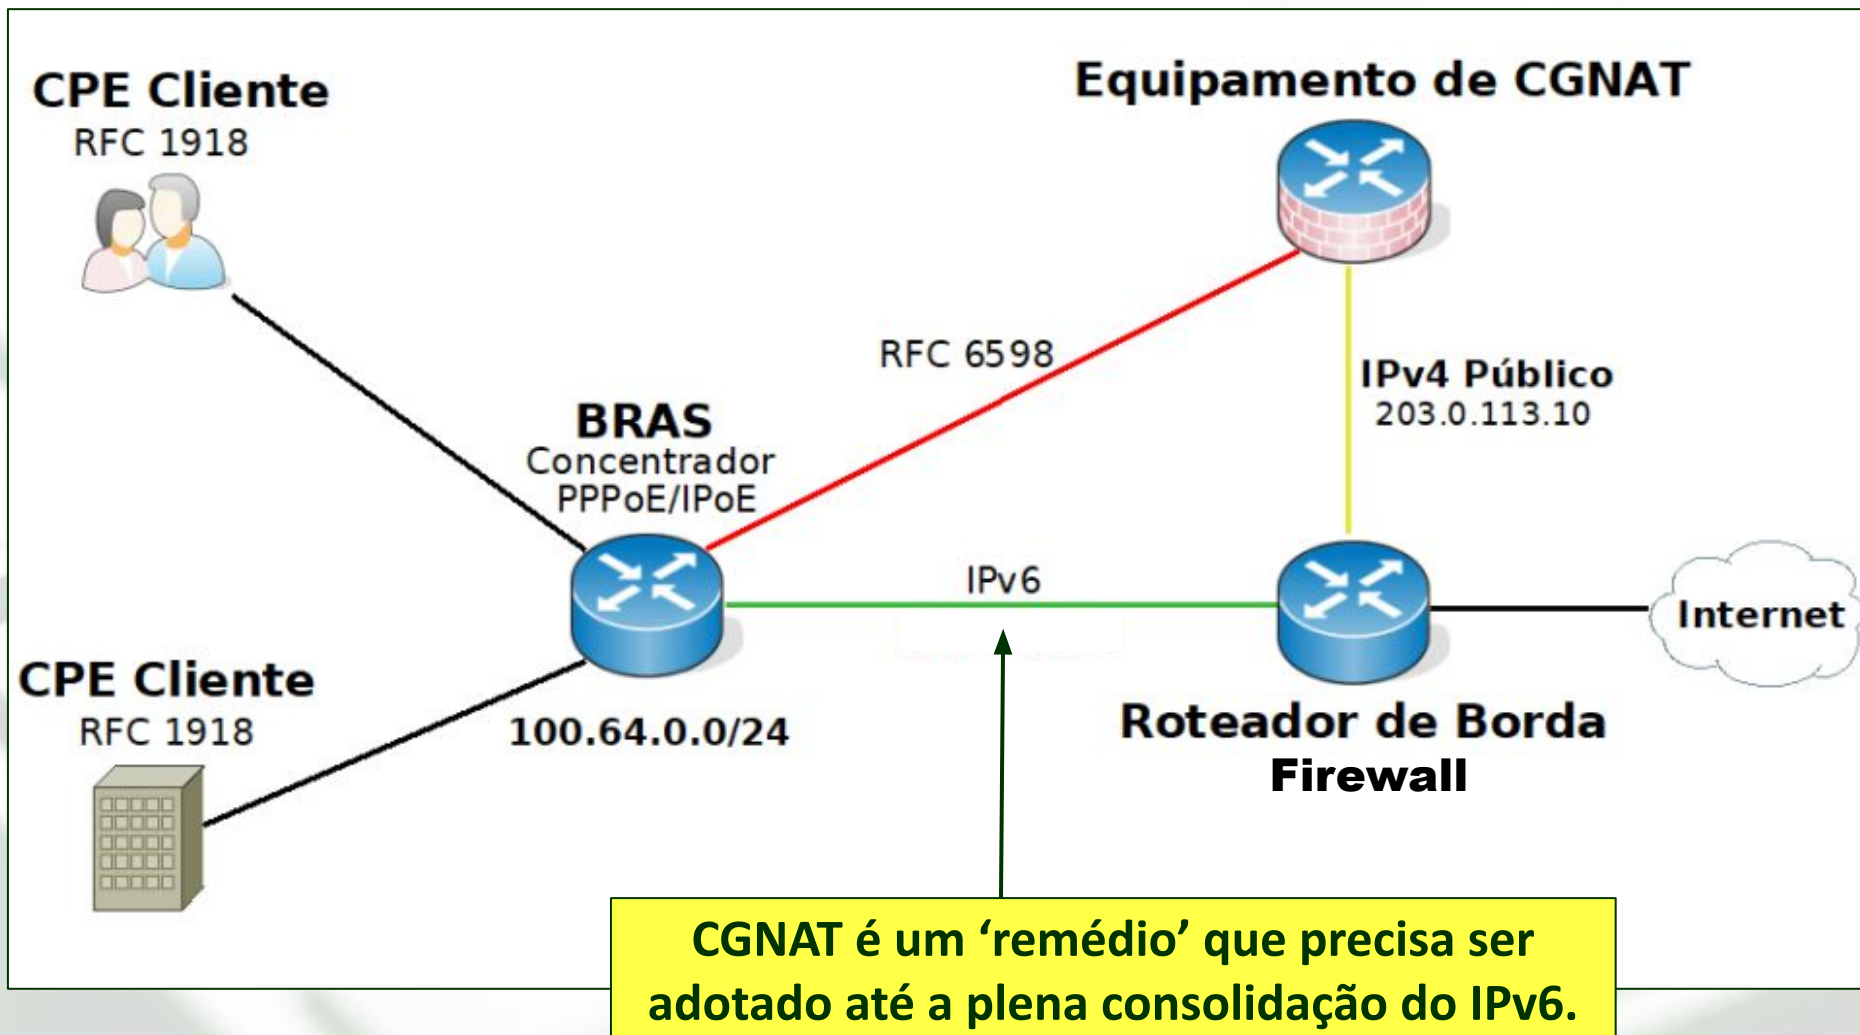 CPE Cliente
RFC 1918
Equipamento de CGNAT
RFC 6598
IPv4 Público
203.0.113.10
BRAS
Concentrador
PPPoE/IPoE
IPv6
Internet
CPE Cliente
RFC 1918
100.64.0.0/24
Roteador de Borda
Firewall
CGNAT é um ‘remédio’ que precisa ser
adotado até a plena consolidação do IPv6.